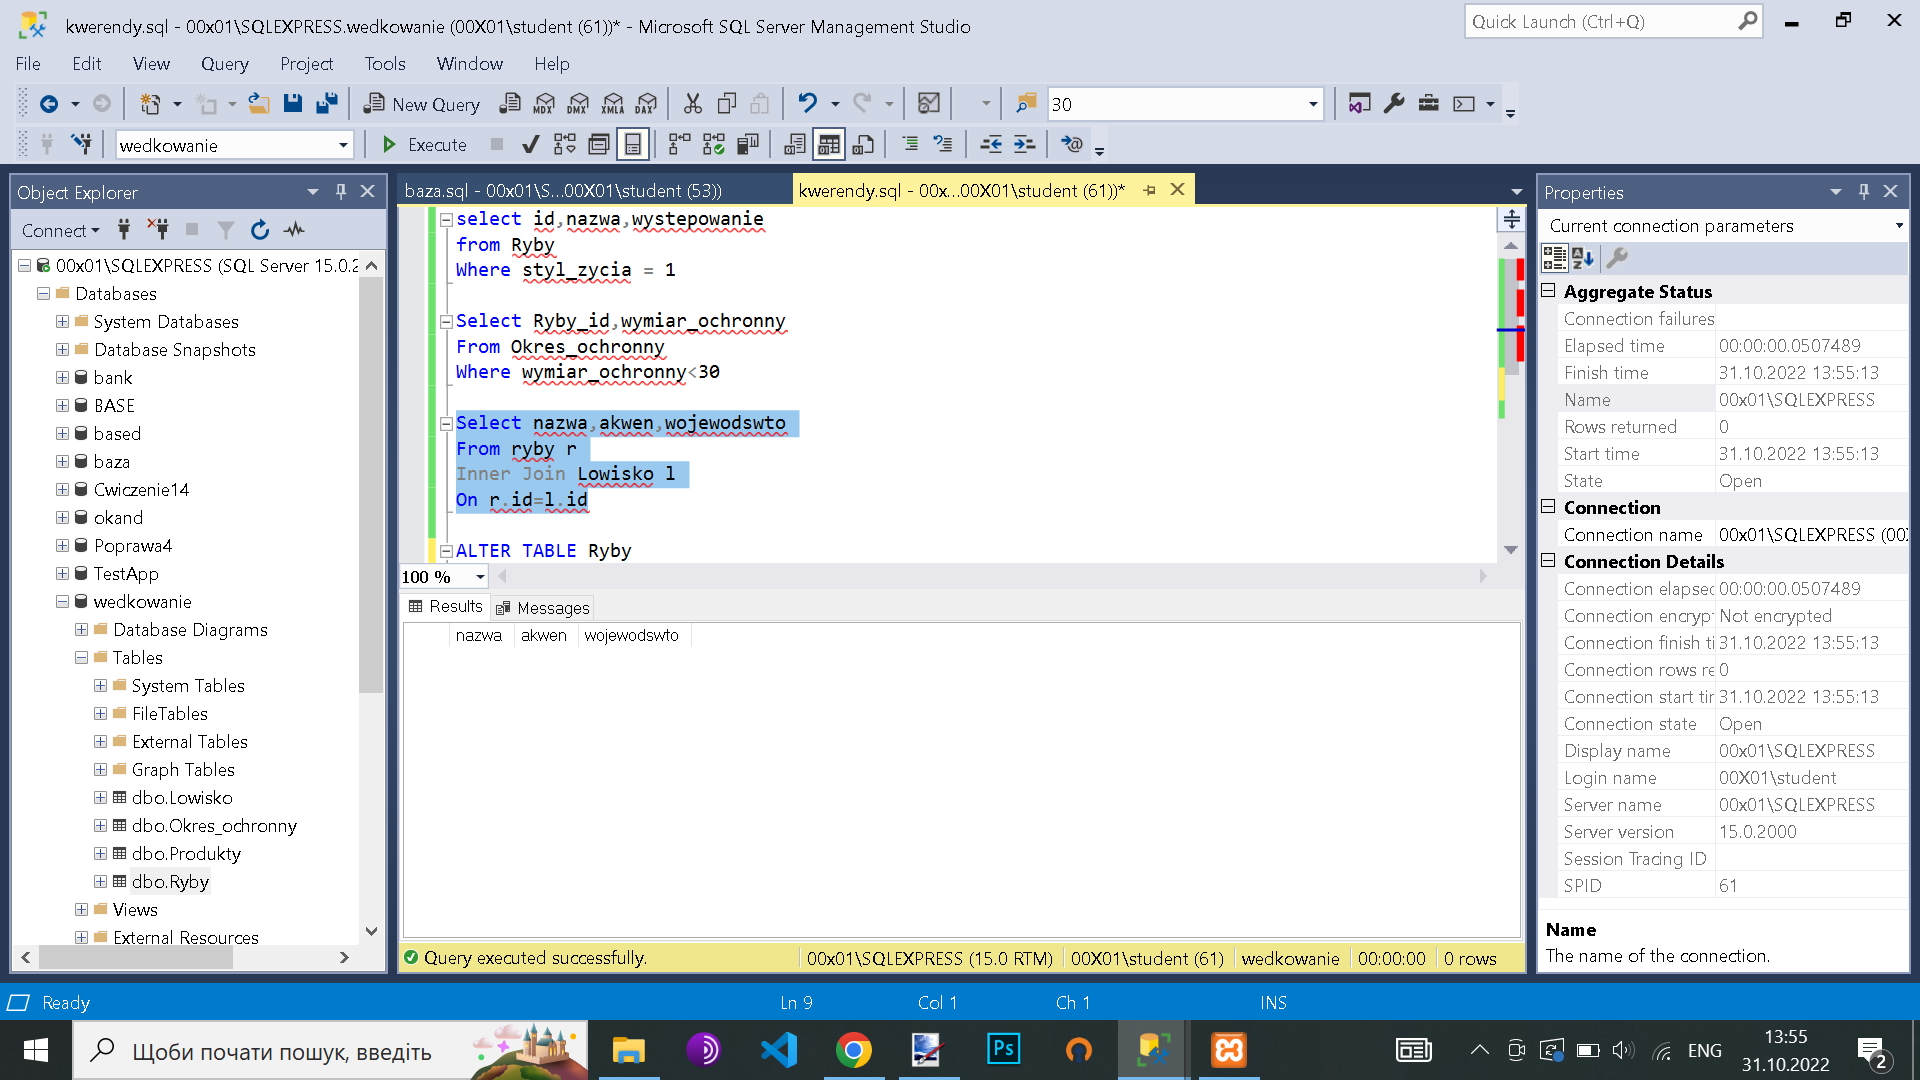 kwerendy.sql - 00x01\SQLEXPRESS.wedkowanie (00X01\student (61))* - Microsoft SQL Server Management Studio
Quick Launch (Ctrl+Q)
File Edit View Query Project Tools Window Help
New Query MDX DMX XMLA DAX 30
wedkowanie Execute
Object Explorer
Connect
00x01\SQLEXPRESS (SQL Server 15.0.2
Databases
System Databases
Database Snapshots
bank
BASE
based
baza
Cwiczenie14
okand
Poprawa4
TestApp
wedkowanie
Database Diagrams
Tables
System Tables
FileTables
External Tables
Graph Tables
dbo.Lowisko
dbo.Okres_ochronny
dbo.Produkty
dbo.Ryby
Views
External Resources
baza.sql - 00x01\S...00X01\student (53))
kwerendy.sql - 00x...00X01\student (61))*
select id,nazwa,wystepowanie
from Ryby
Where styl_zycia = 1
Select Ryby_id,wymiar_ochronny
From Okres_ochronny
Where wymiar_ochronny<30
Select nazwa,akwen,wojewodswto
From ryby r
Inner Join Lowisko l
On r.id=l.id
ALTER TABLE Ryby
100 %
Results Messages
nazwa akwen wojewodswto
Query executed successfully. 00x01\SQLEXPRESS (15.0 RTM) 00X01\student (61) wedkowanie 00:00:00 0 rows
Properties
Current connection parameters
Aggregate Status
Connection failures
Elapsed time 00:00:00.0507489
Finish time 31.10.2022 13:55:13
Name 00x01\SQLEXPRESS
Rows returned 0
Start time 31.10.2022 13:55:13
State Open
Connection
Connection name 00x01\SQLEXPRESS (00
Connection Details
Connection elapsec 00:00:00.0507489
Connection encryp Not encrypted
Connection finish ti 31.10.2022 13:55:13
Connection rows re 0
Connection start tir 31.10.2022 13:55:13
Connection state Open
Display name 00x01\SQLEXPRESS
Login name 00X01\student
Server name 00x01\SQLEXPRESS
Server version 15.0.2000
Session Tracing ID
SPID 61
Name
The name of the connection.
Ready Ln 9 Col 1 Ch 1 INS
Щоби почати пошук, введіть
Ps
ENG
13:55
31.10.2022
2